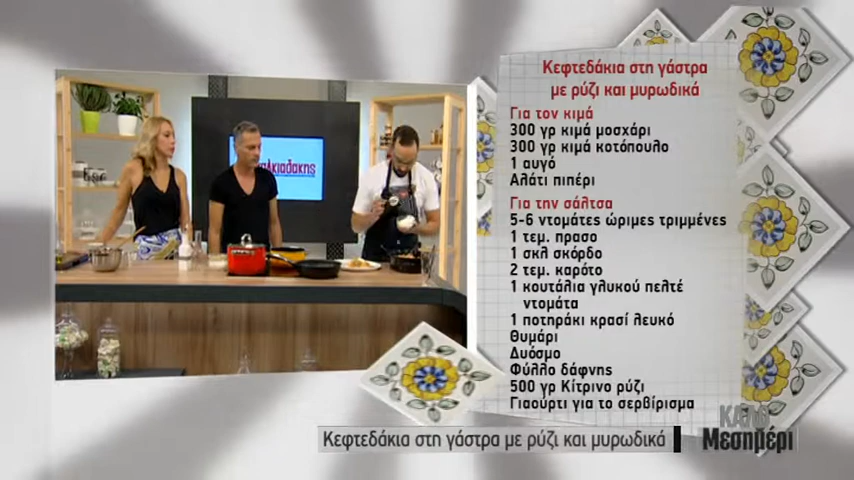 Κεφτεδάκια στη γάστρα
με ρύζι και μυρωδικά
Για τον κιμά
300 γρ κιμά μοσχάρι
300 γρ κιμά κοτόπουλο
1 αυγό
Αλάτι πιπέρι
Για την σάλτσα
5-6 ντομάτες ώριμες τριμμένες
1 τεμ. πρασο
1 σκλ σκόρδο
2 τεμ. καρότο
1 κουτάλια γλυκού πελτέ
ντομάτα
1 ποτηράκι κρασί λευκό
Θυμάρι
Δυόσμο
Φύλλο δάφνης
500 γρ Κίτρινο ρύζι
Γιαούρτι για το σερβίρισμα
Κεφτεδάκια στη γάστρα με ρύζι και μυρωδικά
ΚΑΛΟ
Μεσημέρι